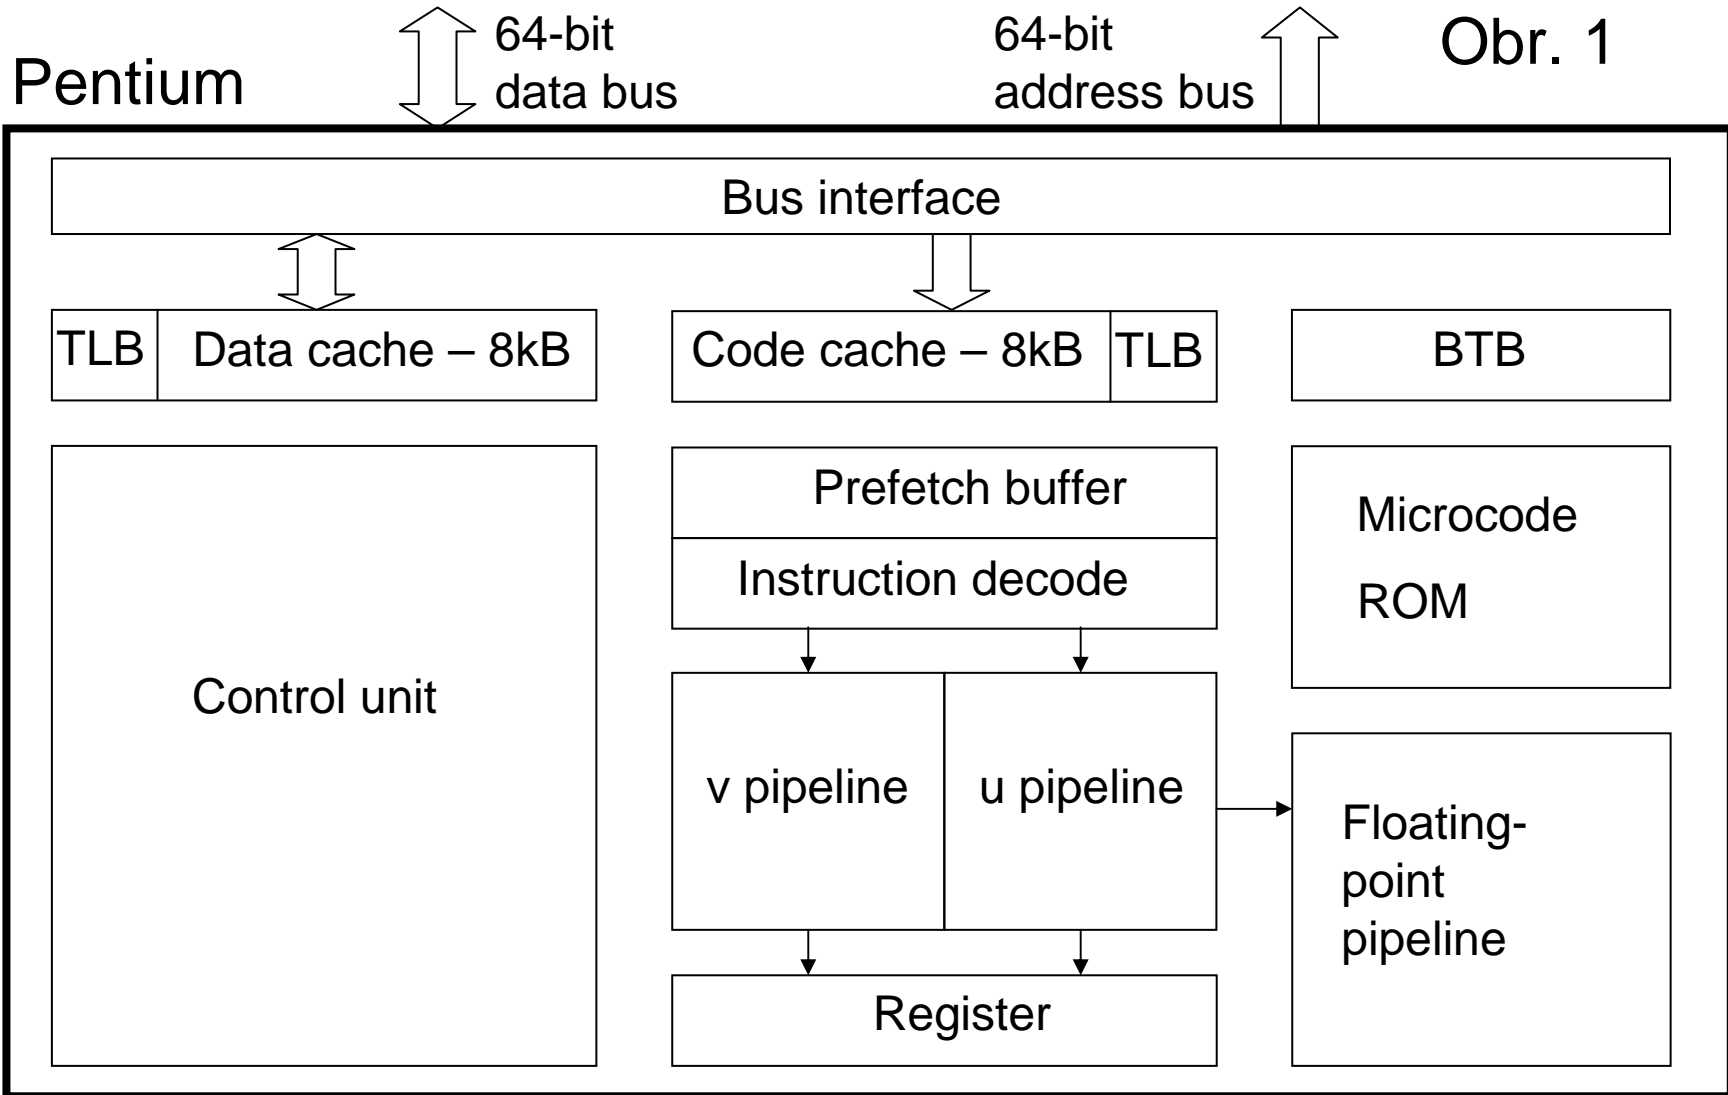 Pentium
64-bit
data bus
64-bit
address bus
Obr. 1
Bus interface
TLB
Data cache – 8kB
Code cache – 8kB
TLB
BTB
Control unit
Prefetch buffer
Instruction decode
Microcode
ROM
v pipeline
u pipeline
Floating-
point
pipeline
Register